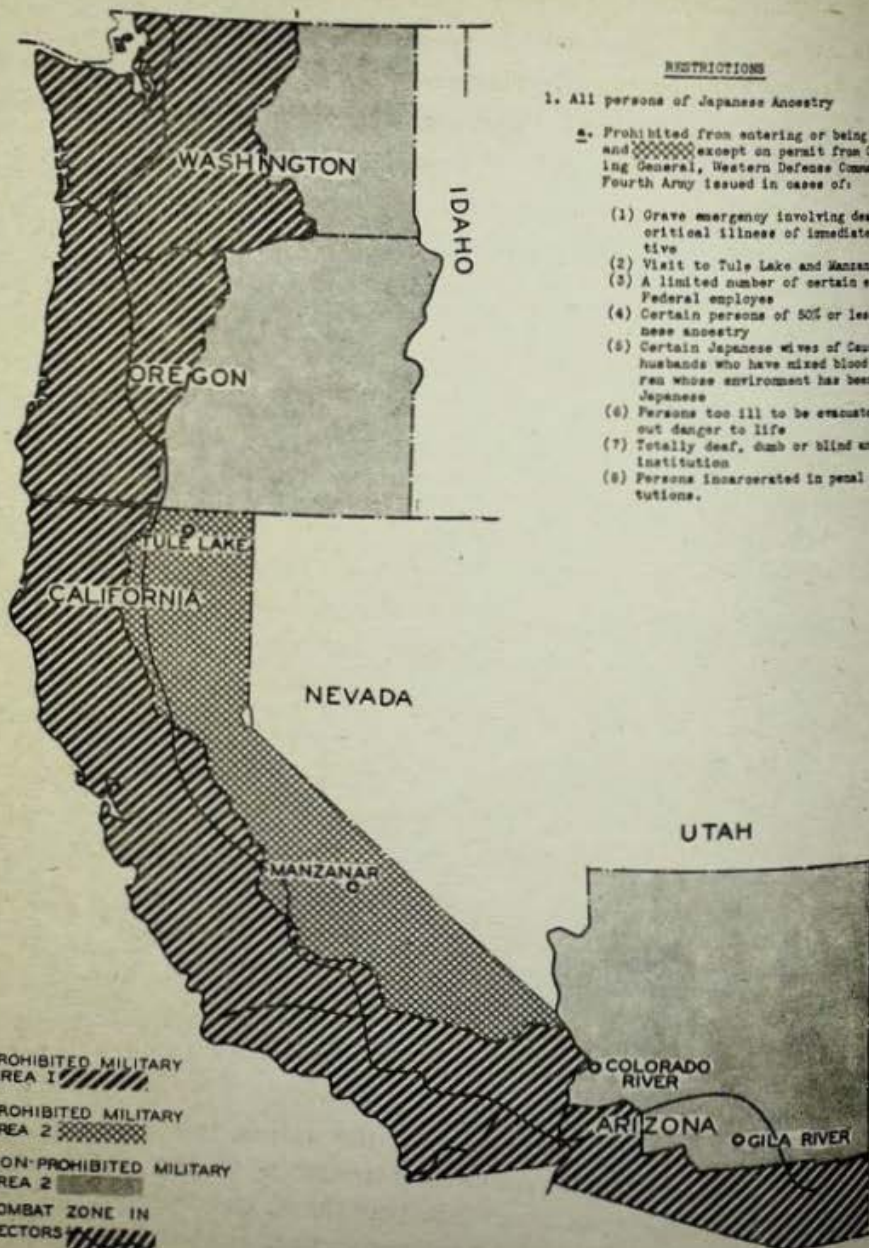 RESTRICTIONS
1. All persons of Japanese Ancestry
a. Prohibited from entering or being
and except on permit from
ing General, Western Defense
Fourth Army issued in cases of:
(1) Grave emergency involving
critical illness of immediate
tive
(2) Visit to Tule Lake and
(3) A limited number of certain
Federal employe
(4) Certain persons of 50% or
nese ancestry
(5) Certain Japanese wives of
husbands who have mixed blood
ren whose environment has been
Japanese
(6) Persons too ill to be
out danger to life
(7) Totally deaf, dumb or blind
institution
(8) Persons incarcerated in penal
tutions.
WASHINGTON
IDAHO
OREGON
TULE LAKE
CALIFORNIA
NEVADA
UTAH
MANZANAR
COLORADO
RIVER
ARIZONA
GILA RIVER
ROHIBITED MILITARY
REA 1
ROHIBITED MILITARY
REA 2
ON-PROHIBITED MILITARY
REA 2
OMBAT ZONE IN
ECTORS